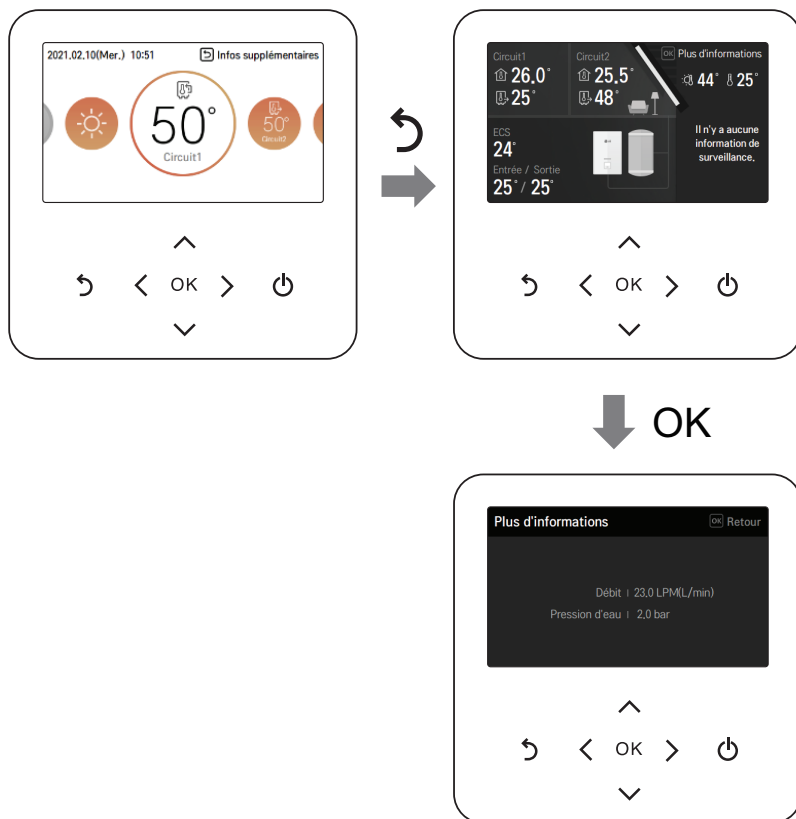 2021.02.10(Mer.) 10:51 Infos supplémentaires
50°
Circuit1
50°
Circuit2
OK
Circuit1
26.0°
25°
Circuit2
25.5°
48°
OK Plus d'informations
44° 25°
Il n'y a aucune
information de
surveillance.
ECS
24°
Entrée / Sortie
25° / 25°
OK
OK
Plus d'informations OK Retour
Débit | 23.0 LPM(L/min)
Pression d'eau | 2.0 bar
OK